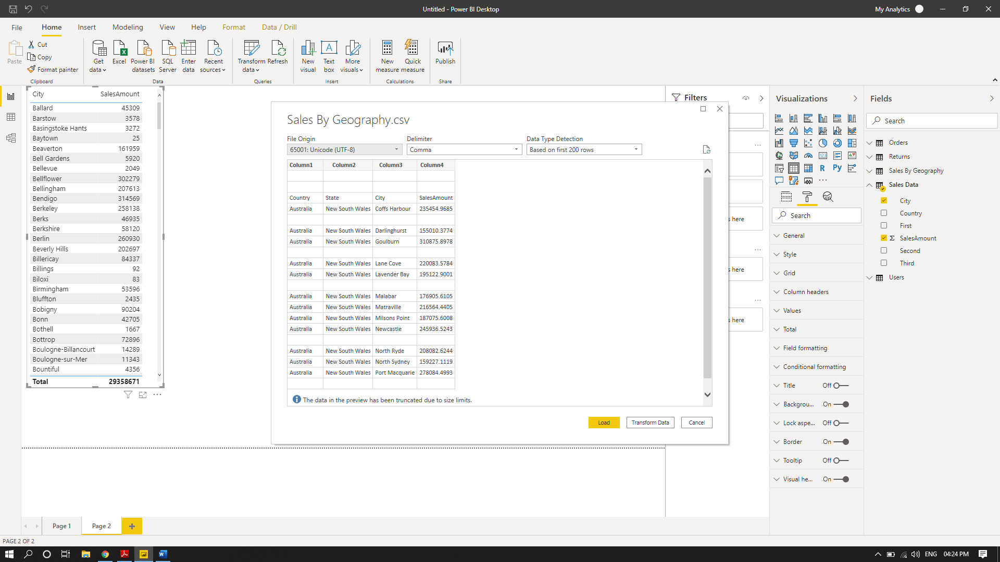 Untitled - Power BI Desktop
My Analytics
File
Home
Insert
Modeling
View
Help
Format
Data / Drill
Paste
Cut
Copy
Format painter
Clipboard
Get data
Excel
Power BI datasets
SQL Server
Enter data
Recent sources
Data
Transform data
Refresh
Queries
New visual
Text box
More visuals
Insert
New measure
Quick measure
Calculations
Publish
Share
City SalesAmount
Ballard 45309
Barstow 3578
Basingstoke Hants 3272
Baytown 25
Beaverton 161959
Bell Gardens 5920
Bellevue 2049
Bellflower 302279
Bellingham 207613
Bendigo 314569
Berkeley 258138
Berks 46935
Berkshire 58120
Berlin 260930
Beverly Hills 202697
Billericay 84337
Billings 92
Biloxi 83
Birmingham 53596
Bluffton 2435
Bobigny 90204
Bonn 42705
Bothell 1667
Bottrop 72896
Boulogne-Billancourt 14289
Boulogne-sur-Mer 11343
Bountiful 4356
Total 29358671
Sales By Geography.csv
File Origin
65001: Unicode (UTF-8)
Delimiter
Comma
Data Type Detection
Based on first 200 rows
Column1 Column2 Column3 Column4
Country State City SalesAmount
Australia New South Wales Coffs Harbour 235454.9685
Australia New South Wales Darlinghurst 155010.3774
Australia New South Wales Goulburn 310875.8978
Australia New South Wales Lane Cove 220083.5784
Australia New South Wales Lavender Bay 195122.9001
Australia New South Wales Malabar 176905.6105
Australia New South Wales Matraville 216564.4405
Australia New South Wales Milsons Point 187075.6008
Australia New South Wales Newcastle 245936.5243
Australia New South Wales North Ryde 208082.6244
Australia New South Wales North Sydney 159227.1119
Australia New South Wales Port Macquarie 278084.4993
The data in the preview has been truncated due to size limits.
Load
Transform Data
Cancel
Filters
s here
s here
s here
Visualizations
R
Py
Search
General
Style
Grid
Column headers
Values
Total
Field formatting
Conditional formatting
Title Off
Backgrou... On
Lock aspe... Off
Border On
Tooltip Off
Visual he... On
Fields
Search
Orders
Returns
Sales By Geography
Sales Data
City
Country
First
Σ SalesAmount
Second
Third
Users
Page 1
Page 2
+
PAGE 2 OF 2
ENG
04:24 PM